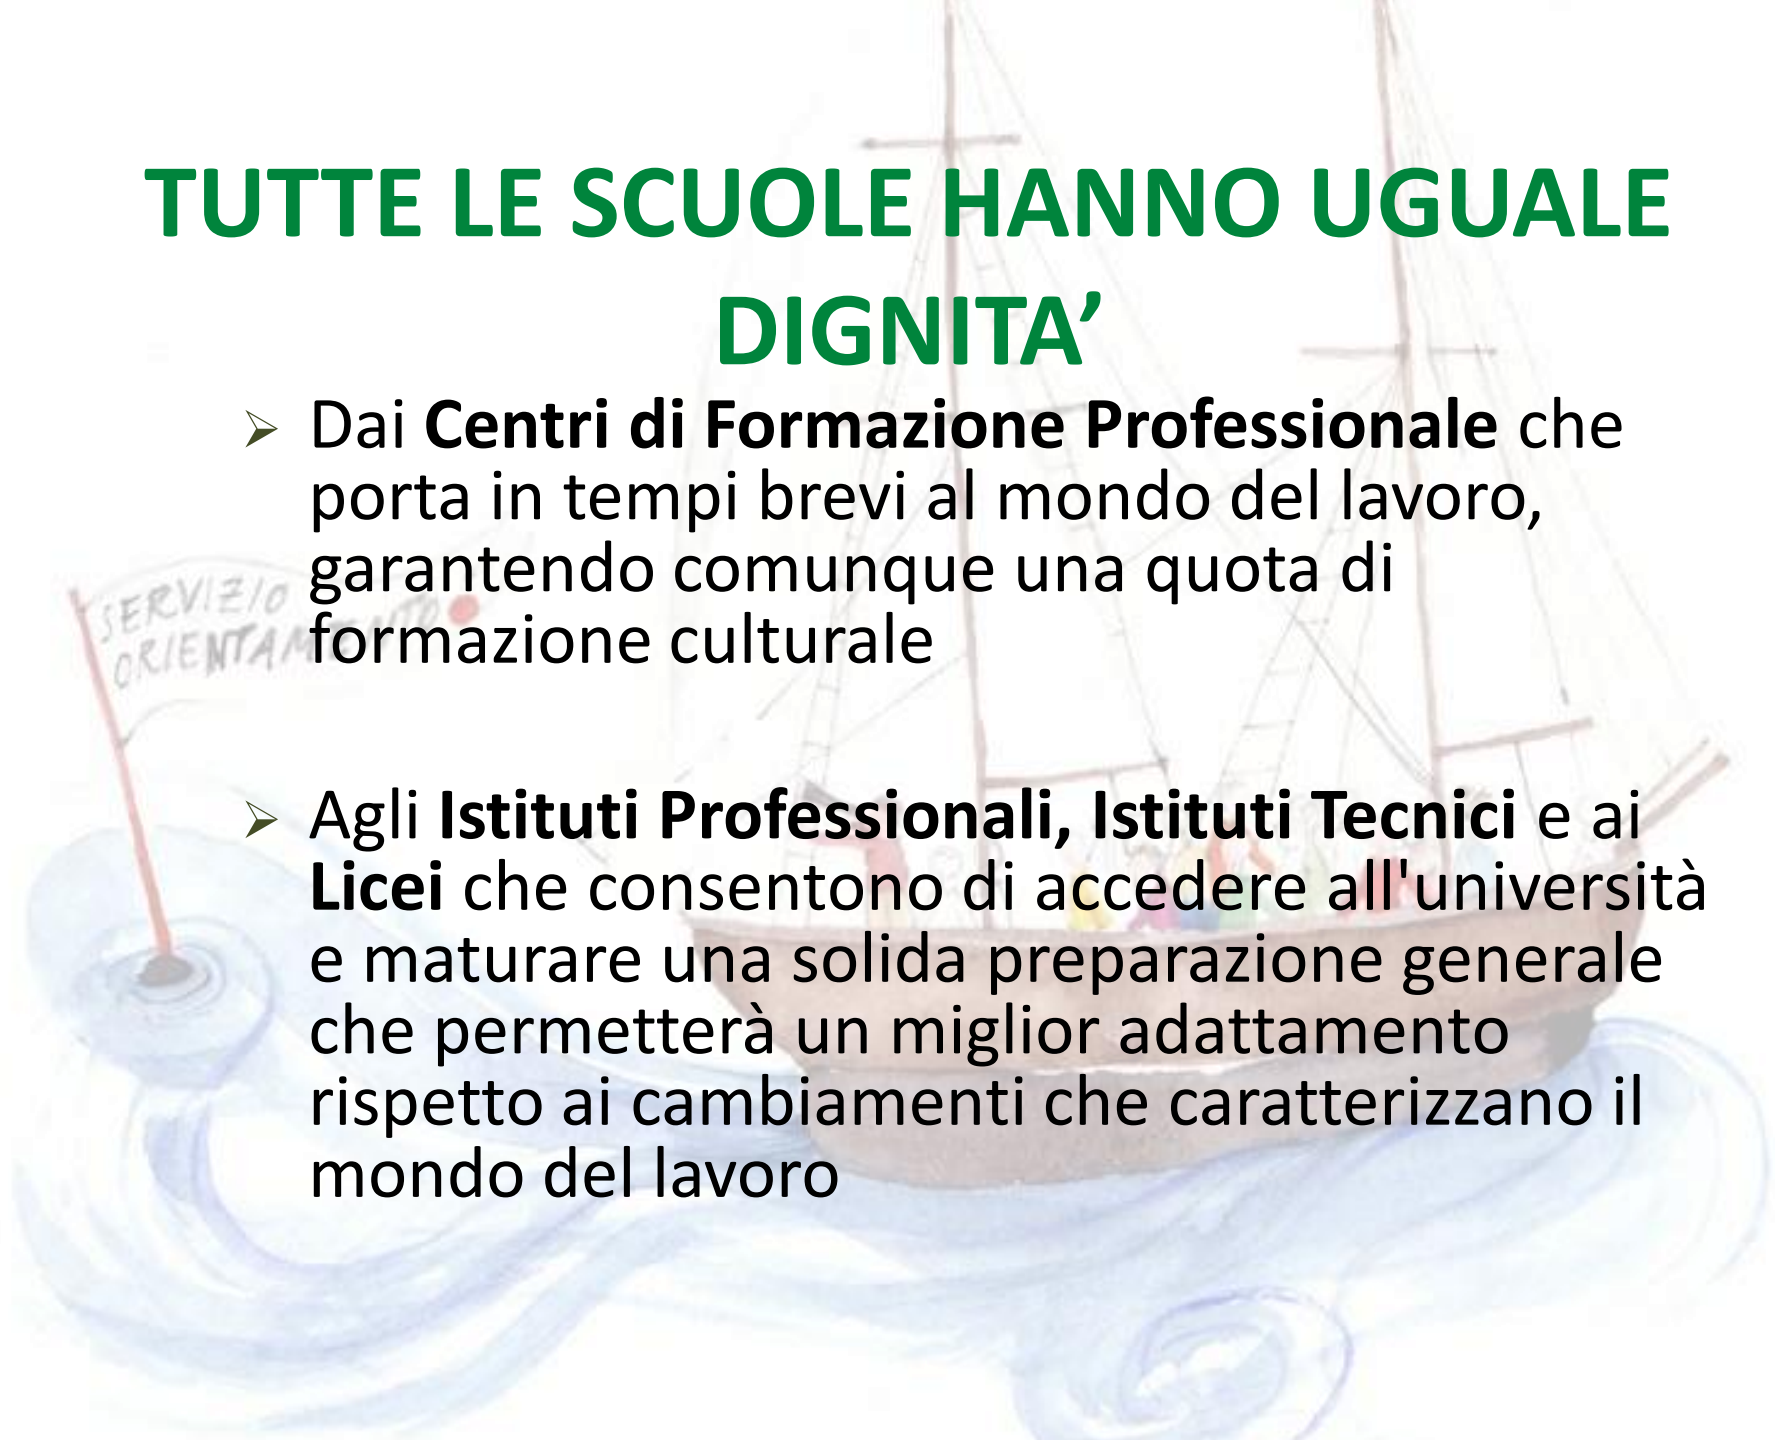 TUTTE LE SCUOLE HANNO UGUALE
DIGNITA’
Dai Centri di Formazione Professionale che
porta in tempi brevi al mondo del lavoro,
garantendo comunque una quota di
formazione culturale
SERVIZIO
ORIENTAMENTO
Agli Istituti Professionali, Istituti Tecnici e ai
Licei che consentono di accedere all'università
e maturare una solida preparazione generale
che permetterà un miglior adattamento
rispetto ai cambiamenti che caratterizzano il
mondo del lavoro